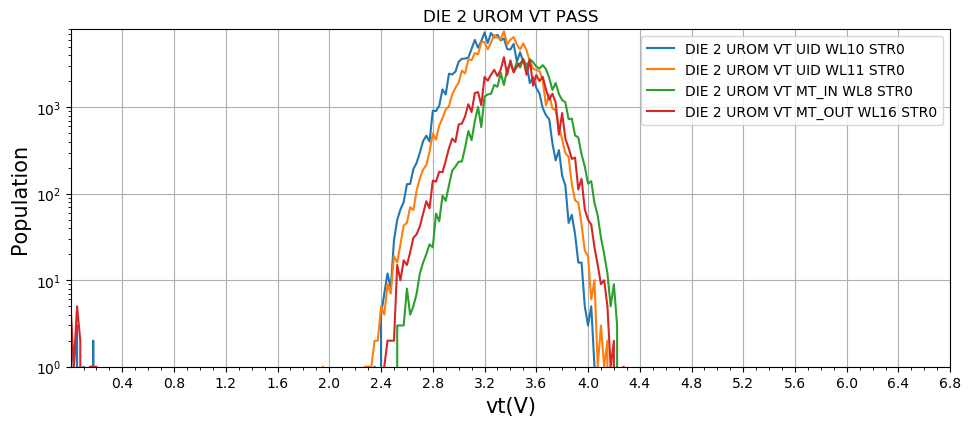 DIE 2 UROM VT PASS
DIE 2 UROM VT UID WL10 STR0
DIE 2 UROM VT UID WL11 STR0
DIE 2 UROM VT MT_IN WL8 STR0
DIE 2 UROM VT MT_OUT WL16 STR0
Population
10³
10²
10¹
10⁰
0.4 0.8 1.2 1.6 2.0 2.4 2.8 3.2 3.6 4.0 4.4 4.8 5.2 5.6 6.0 6.4 6.8
vt(V)